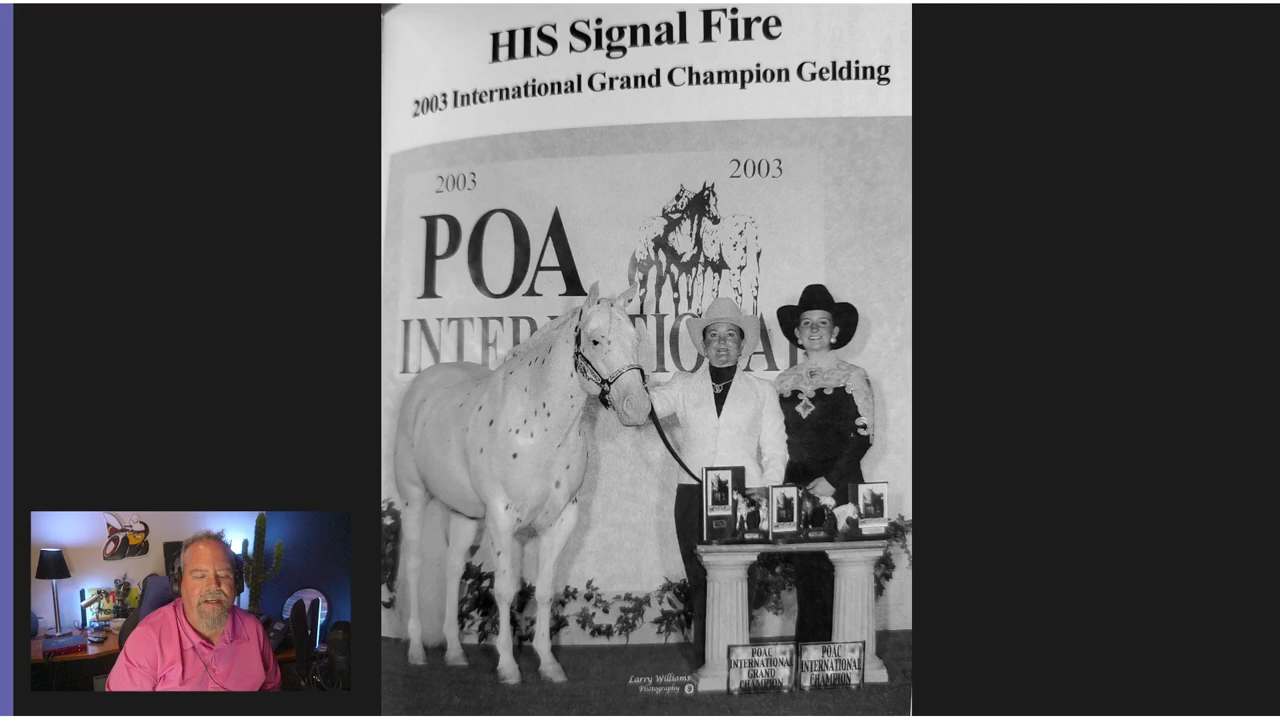 HIS Signal Fire
2003 International Grand Champion Gelding
2003
2003
POA
INTER
Larry Williams
Photography
POAC
INTERNATIONAL
GRAND
CHAMPION
POAC
INTERNATIONAL
CHAMPION